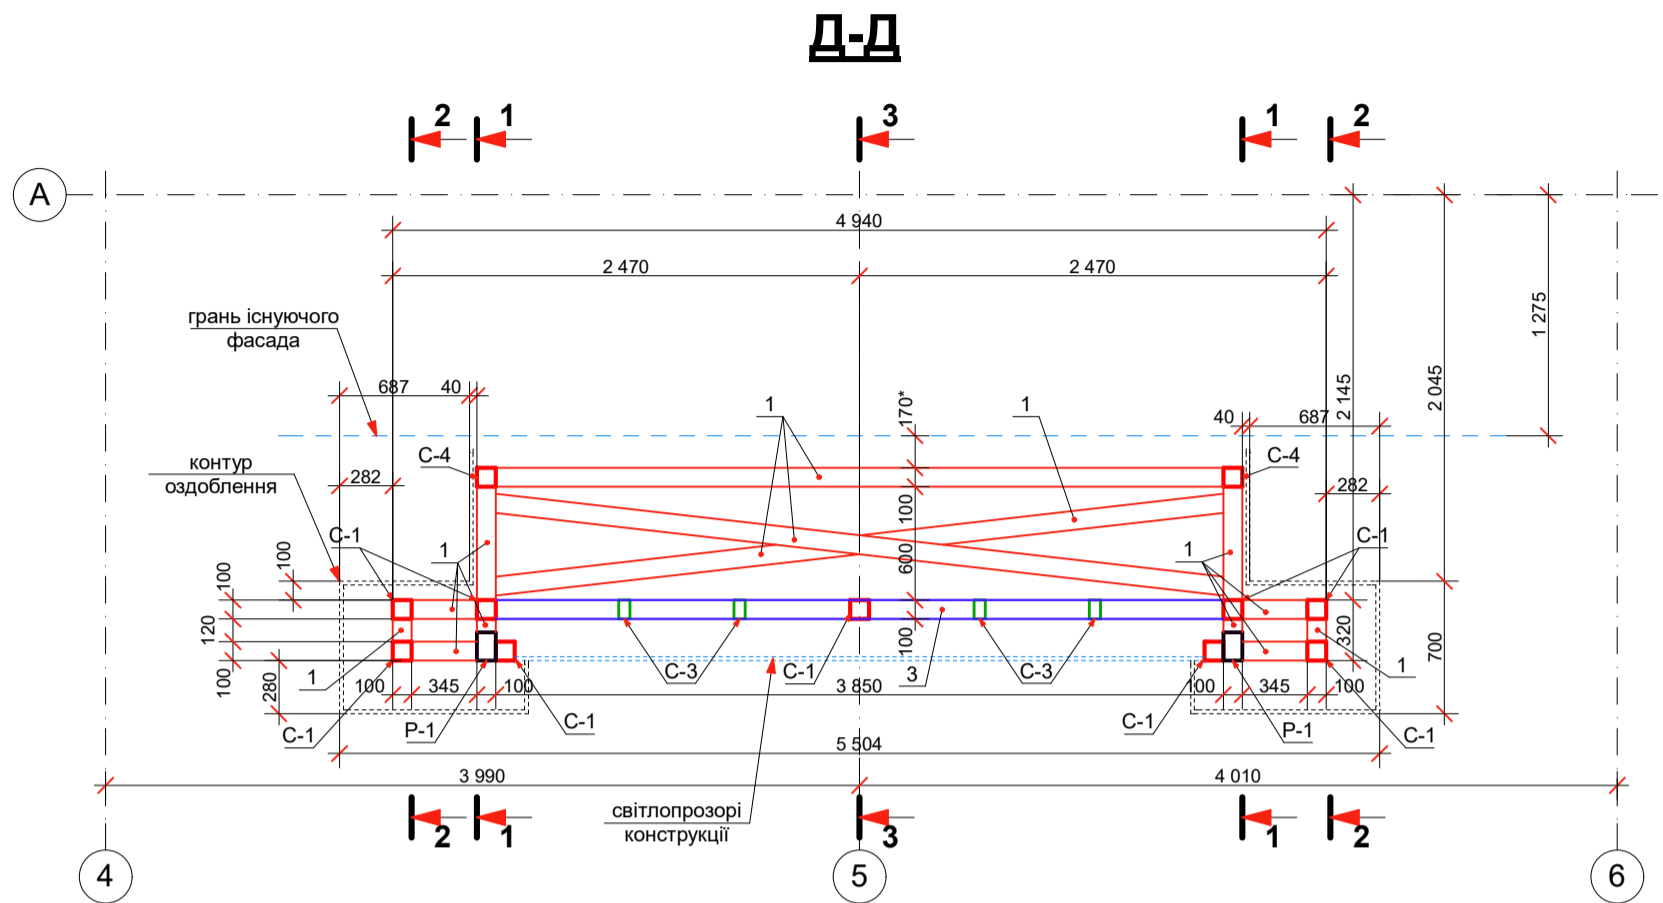 Д-Д
2 1 3 1 2
А
4 940
2 470 2 470
1 275
грань існуючого
фасада
687 40 1 170* 1 40 687 2 145 2 045
контур
оздоблення
С-4 С-4
282 100 282
С-1 1 600 1 С-1
100 100
120 320
100 280 1 100 700
С-3 С-1 3 С-3 1
100 345 100 3 850 100 345 100
С-1 Р-1 С-1 С-1 Р-1 С-1
5 504
3 990 4 010
світлопрозорі
конструкції
2 1 3 1 2
4 5 6